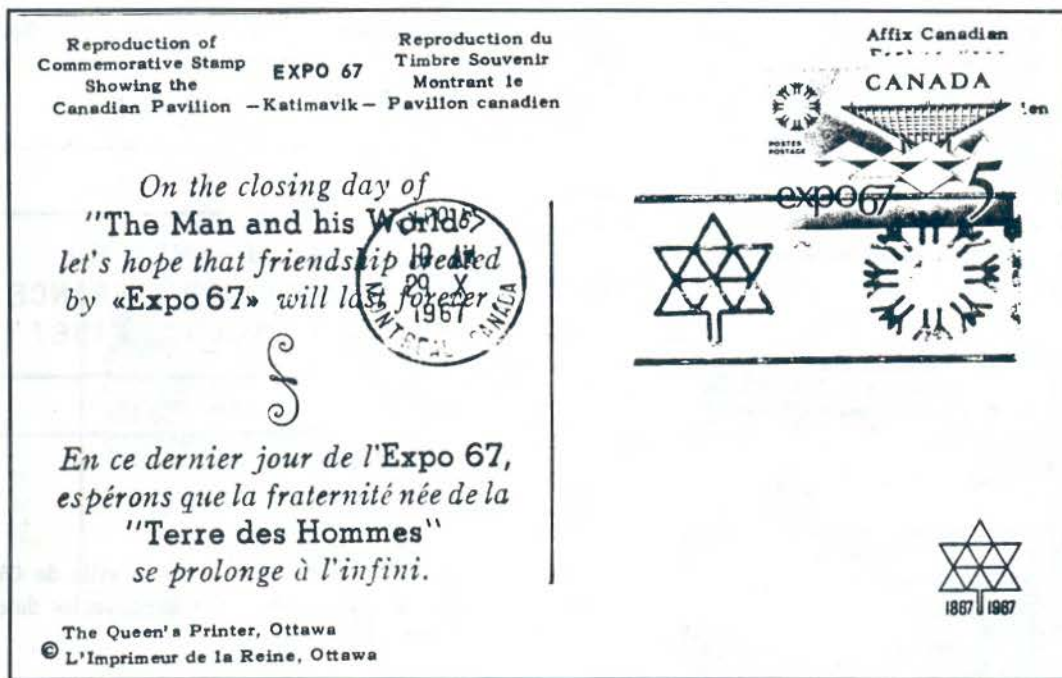 Reproduction of
Commemorative Stamp
Showing the
Canadian Pavilion
EXPO 67
—Katimavik—
Reproduction du
Timbre Souvenir
Montrant le
Pavillon canadien
Affix Canadian
CANADA
POSTES
POSTAGE
expo67
5
On the closing day of
"The Man and his World"
let's hope that friendship created
by «Expo 67» will last forever
EXPO 67
20 X
1967
MONTREAL CANADA
En ce dernier jour de l'Expo 67,
espérons que la fraternité née de la
"Terre des Hommes"
se prolonge à l'infini.
1867 1967
The Queen's Printer, Ottawa
© L'Imprimeur de la Reine, Ottawa